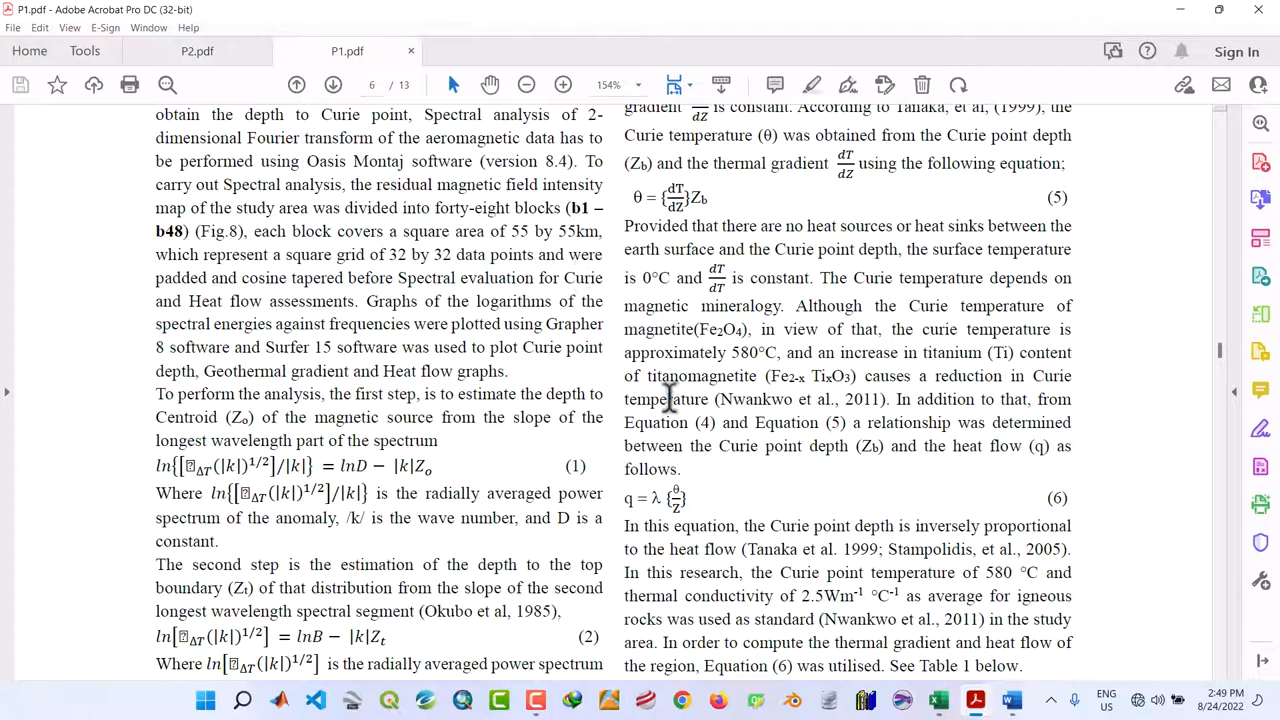 P1.pdf - Adobe Acrobat Pro DC (32-bit)
File Edit View E-Sign Window Help
Home Tools P2.pdf P1.pdf × Sign In
6 / 13 154%
obtain the depth to Curie point, Spectral analysis of 2-
dimensional Fourier transform of the aeromagnetic data has to
be performed using Oasis Montaj software (version 8.4). To
carry out Spectral analysis, the residual magnetic field intensity
map of the study area was divided into forty-eight blocks (b1 –
b48) (Fig.8), each block covers a square area of 55 by 55km,
which represent a square grid of 32 by 32 data points and were
padded and cosine tapered before Spectral evaluation for Curie
and Heat flow assessments. Graphs of the logarithms of the
spectral energies against frequencies were plotted using Grapher
8 software and Surfer 15 software was used to plot Curie point
depth, Geothermal gradient and Heat flow graphs.
To perform the analysis, the first step, is to estimate the depth to
Centroid (Zo) of the magnetic source from the slope of the
longest wavelength part of the spectrum
ln{[▯ΔT(|k|)^1/2]/|k|} = lnD − |k|Zo (1)
Where ln{[▯ΔT(|k|)^1/2]/|k|} is the radially averaged power
spectrum of the anomaly, /k/ is the wave number, and D is a
constant.
The second step is the estimation of the depth to the top
boundary (Zt) of that distribution from the slope of the second
longest wavelength spectral segment (Okubo et al, 1985),
ln[▯ΔT(|k|)^1/2] = lnB − |k|Zt (2)
Where ln[▯ΔT(|k|)^1/2] is the radially averaged power spectrum
gradient dZ is constant. According to Tanaka, et al, (1999), the
Curie temperature (θ) was obtained from the Curie point depth
(Zb) and the thermal gradient dT/dZ using the following equation;
θ = {dT/dZ}Zb (5)
Provided that there are no heat sources or heat sinks between the
earth surface and the Curie point depth, the surface temperature
is 0°C and dT/dT is constant. The Curie temperature depends on
magnetic mineralogy. Although the Curie temperature of
magnetite(Fe2O4), in view of that, the curie temperature is
approximately 580°C, and an increase in titanium (Ti) content
of titanomagnetite (Fe2-x TixO3) causes a reduction in Curie
temperature (Nwankwo et al., 2011). In addition to that, from
Equation (4) and Equation (5) a relationship was determined
between the Curie point depth (Zb) and the heat flow (q) as
follows.
q = λ {θ/Z} (6)
In this equation, the Curie point depth is inversely proportional
to the heat flow (Tanaka et al. 1999; Stampolidis, et al., 2005).
In this research, the Curie point temperature of 580 °C and
thermal conductivity of 2.5Wm-1 °C-1 as average for igneous
rocks was used as standard (Nwankwo et al., 2011) in the study
area. In order to compute the thermal gradient and heat flow of
the region, Equation (6) was utilised. See Table 1 below.
ENG
US
2:49 PM
8/24/2022